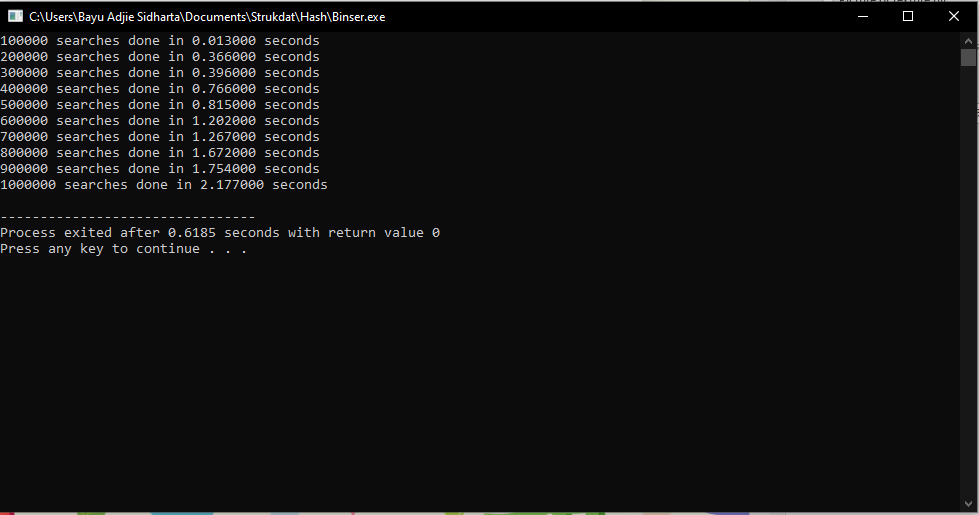 C:\Users\Bayu Adjie Sidharta\Documents\Strukdat\Hash\Binser.exe
100000 searches done in 0.013000 seconds
200000 searches done in 0.366000 seconds
300000 searches done in 0.396000 seconds
400000 searches done in 0.766000 seconds
500000 searches done in 0.815000 seconds
600000 searches done in 1.202000 seconds
700000 searches done in 1.267000 seconds
800000 searches done in 1.672000 seconds
900000 searches done in 1.754000 seconds
1000000 searches done in 2.177000 seconds
--------------------------------
Process exited after 0.6185 seconds with return value 0
Press any key to continue . . .